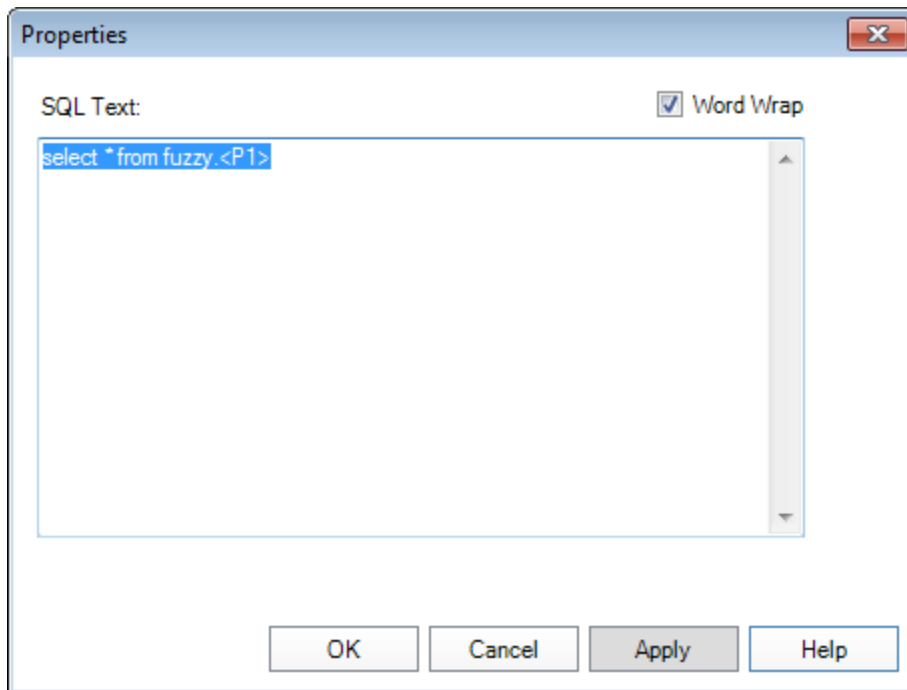 Properties
SQL Text:
Word Wrap
select * from fuzzy.<P1>
OK
Cancel
Apply
Help